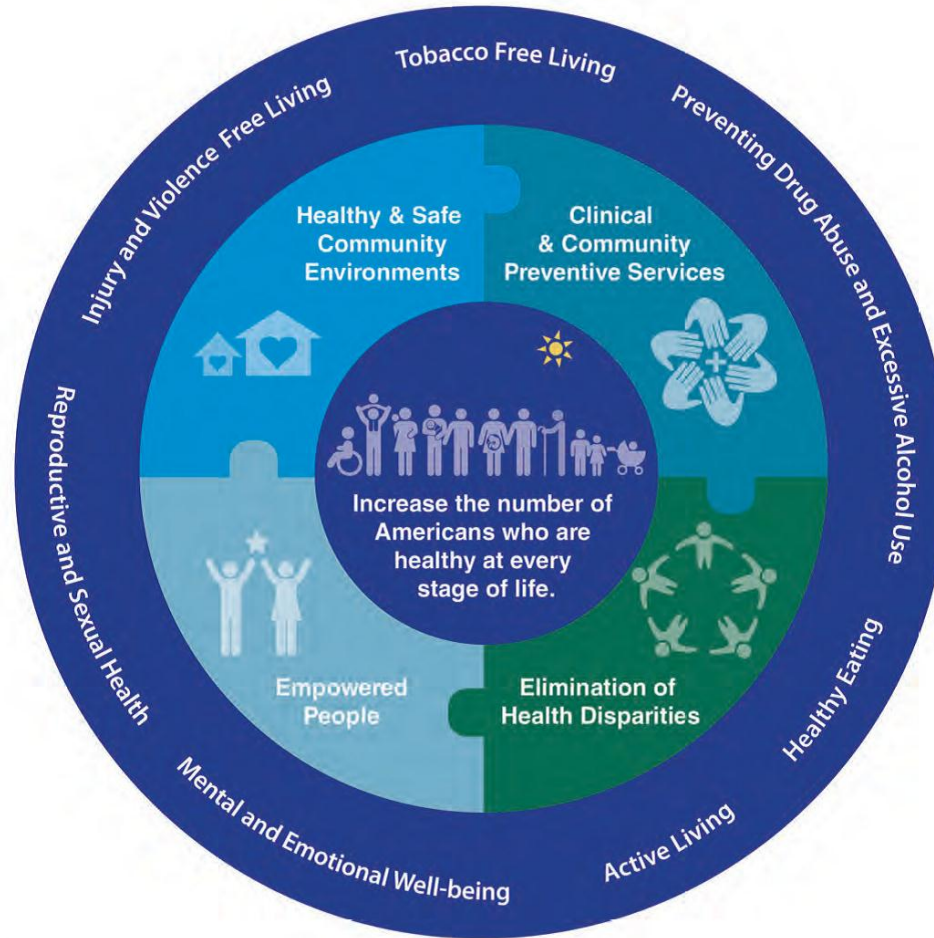 Tobacco Free Living
Preventing Drug Abuse and Excessive Alcohol Use
Healthy Eating
Active Living
Mental and Emotional Well-being
Reproductive and Sexual Health
Injury and Violence Free Living
Healthy & Safe
Community
Environments
Clinical
& Community
Preventive Services
Increase the number of
Americans who are
healthy at every
stage of life.
Empowered
People
Elimination of
Health Disparities